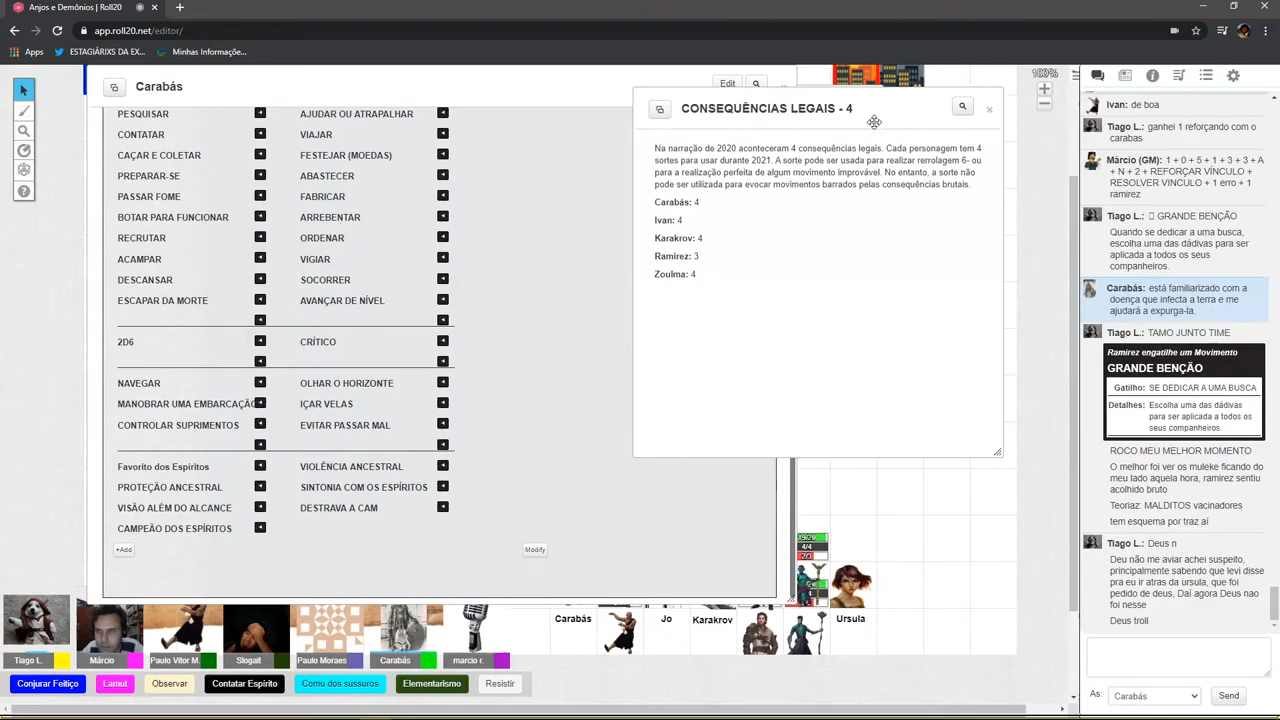 Anjos e Demônios | Roll20
app.roll20.net/editor/
Apps
ESTAGIÁRIXS DA EX...
Minhas Informaçõe...
Carabás
Edit
PESQUISAR
AJUDAR OU ATRAPALHAR
CONTATAR
VIAJAR
CAÇAR E COLETAR
FESTEJAR (MOEDAS)
PREPARAR-SE
ABASTECER
PASSAR FOME
FABRICAR
BOTAR PARA FUNCIONAR
ARREBENTAR
RECRUTAR
ORDENAR
ACAMPAR
VIGIAR
DESCANSAR
SOCORRER
ESCAPAR DA MORTE
AVANÇAR DE NÍVEL
2D6
CRÍTICO
NAVEGAR
OLHAR O HORIZONTE
MANOBRAR UMA EMBARCAÇÃO
IÇAR VELAS
CONTROLAR SUPRIMENTOS
EVITAR PASSAR MAL
Favorito dos Espíritos
VIOLÊNCIA ANCESTRAL
PROTEÇÃO ANCESTRAL
SINTONIA COM OS ESPÍRITOS
VISÃO ALÉM DO ALCANCE
DESTRAVA A CAM
CAMPEÃO DOS ESPÍRITOS
+Add
Modify
CONSEQUÊNCIAS LEGAIS - 4
Na narração de 2020 aconteceram 4 consequências legais. Cada personagem tem 4
sortes para usar durante 2021. A sorte pode ser usada para realizar rerrolagem 6- ou
para a realização perfeita de algum movimento improvável. No entanto, a sorte não
pode ser utilizada para evocar movimentos barrados pelas consequências brutais.
Carabás: 4
Ivan: 4
Karakrov: 4
Ramirez: 3
Zoulma: 4
100%
19/20
4/4
2/3
Carabás
Jo
Karakrov
Ursula
Tiago L.
Márcio
Paulo Vitor M.
Slogait
Paulo Moraes
Carabás
marcio r.
Conjurar Feitiço
Lamut
Observar
Contatar Espírito
Comu dos sussuros
Elementarismo
Resistir
Ivan: de boa
Tiago L.: ganhei 1 reforçando com o
carabas
Márcio (GM): 1 + 0 + 5 + 1 + 3 + 3 + A
+ N + 2 + REFORÇAR VÍNCULO +
RESOLVER VINCULO + 1 erro + 1
ramirez
Tiago L.: GRANDE BENÇÃO
Quando se dedicar a uma busca,
escolha uma das dádivas para ser
aplicada a todos os seus
companheiros.
Carabás: está familiarizado com a
doença que infecta a terra e me
ajudará a expurga-la.
Tiago L.: TAMO JUNTO TIME
Ramirez engatilhe um Movimento
GRANDE BENÇÃO
Gatilho: SE DEDICAR A UMA BUSCA
Detalhes: Escolha uma das dádivas
para ser aplicada a todos os
seus companheiros.
ROCO MEU MELHOR MOMENTO
O melhor foi ver os muleke ficando do
meu lado aquela hora, ramirez sentiu
acolhido bruto
Teoriaz: MALDITOS vacinadores
tem esquema por traz aí
Tiago L.: Deus n
Deu não me aviar achei suspeito,
principalmente sabendo que levi disse
pra eu ir atras da ursula, que foi
pedido de deus. Daí agora Deus nao
foi nesse
Deus troll
As:
Carabás
Send